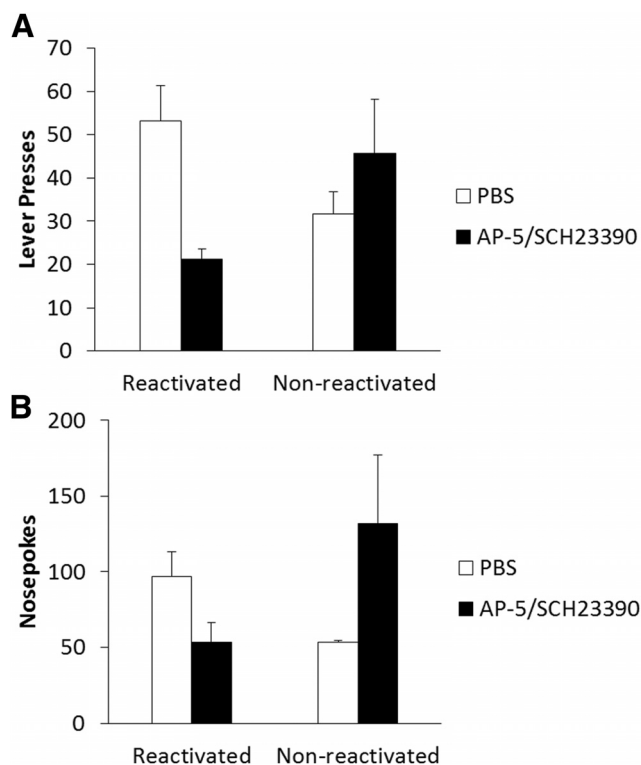 A
70
60
50
40
30
20
10
0
Lever Presses
PBS
AP-5/SCH23390
Reactivated Non-reactivated
B
200
150
100
50
0
Nosepokes
PBS
AP-5/SCH23390
Reactivated Non-reactivated